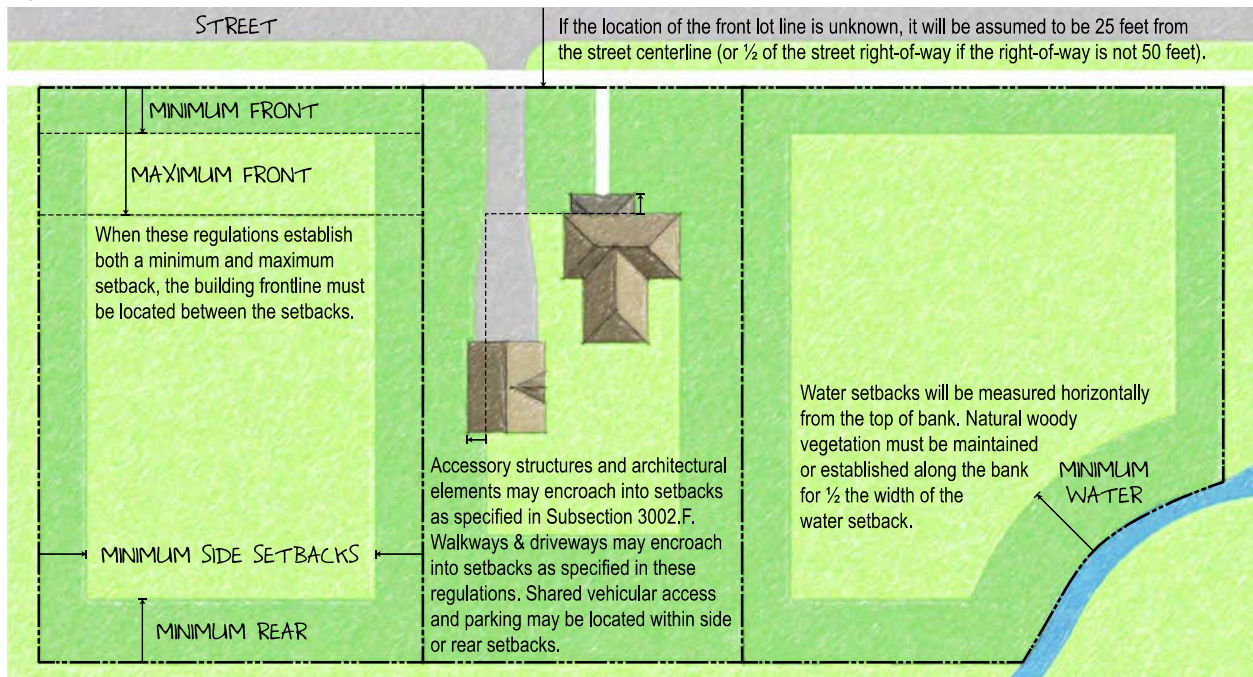 STREET
If the location of the front lot line is unknown, it will be assumed to be 25 feet from
the street centerline (or ½ of the street right-of-way if the right-of-way is not 50 feet).
MINIMUM FRONT
MAXIMUM FRONT
When these regulations establish
both a minimum and maximum
setback, the building frontline must
be located between the setbacks.
Accessory structures and architectural
elements may encroach into setbacks
as specified in Subsection 3002.F.
Walkways & driveways may encroach
into setbacks as specified in these
regulations. Shared vehicular access
and parking may be located within side
or rear setbacks.
Water setbacks will be measured horizontally
from the top of bank. Natural woody
vegetation must be maintained
or established along the bank
for ½ the width of the
water setback.
MINIMUM
WATER
MINIMUM SIDE SETBACKS
MINIMUM REAR